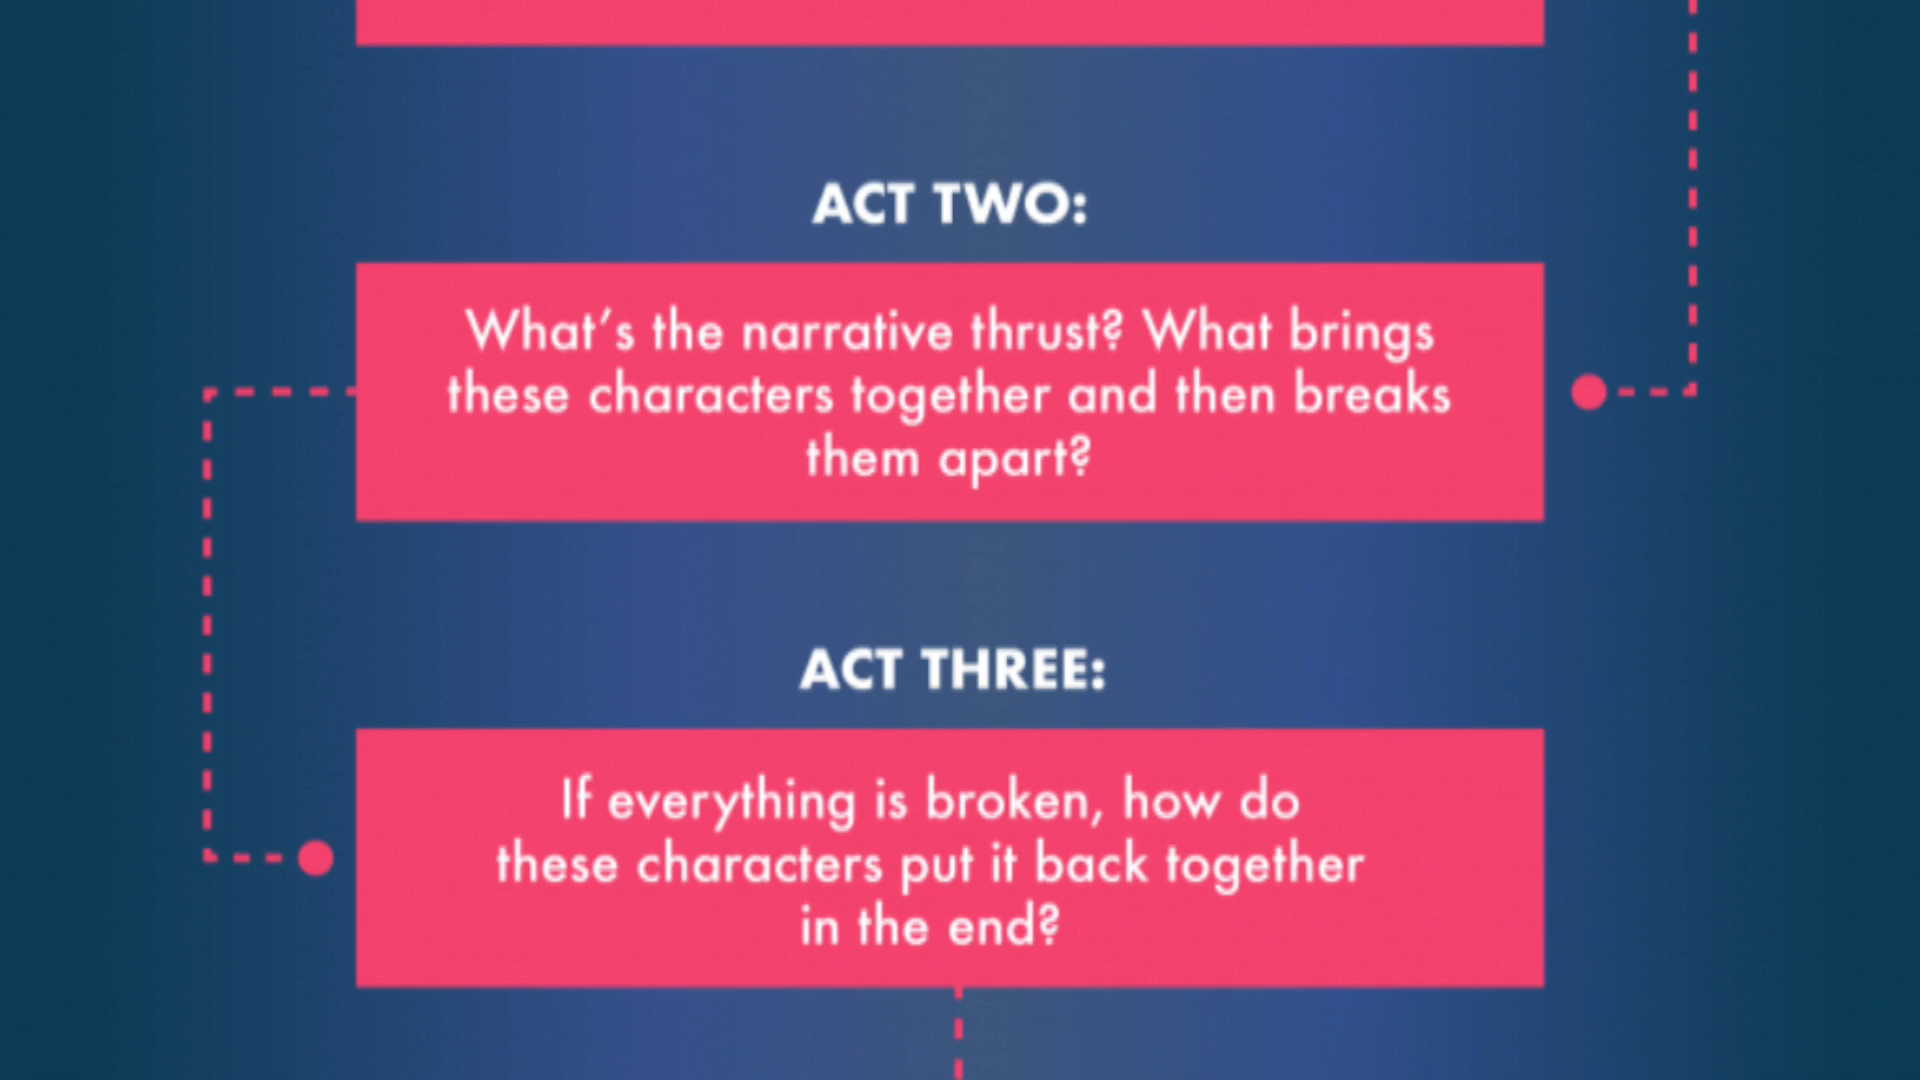 ACT TWO:
What's the narrative thrust? What brings
these characters together and then breaks
them apart?
ACT THREE:
If everything is broken, how do
these characters put it back together
in the end?